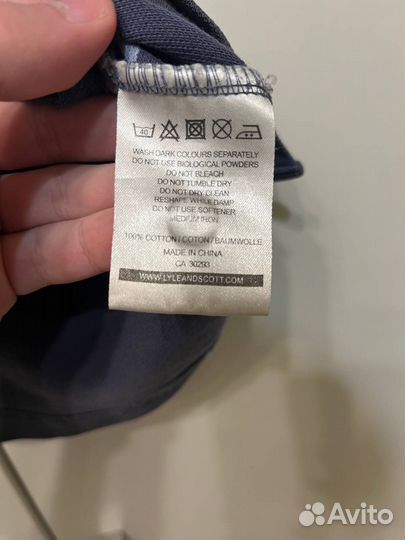 40
WASH DARK COLOURS SEPARATELY
DO NOT USE BIOLOGICAL POWDERS
DO NOT BLEACH
DO NOT TUMBLE DRY
DO NOT DRY CLEAN
RESHAPE WHILE DAMP
DO NOT USE SOFTENER
MEDIUM IRON
100% COTTON / COTON / BAUMWOLLE
MADE IN CHINA
CA 30293
WWW.LYLEANDSCOTT.COM
Avito